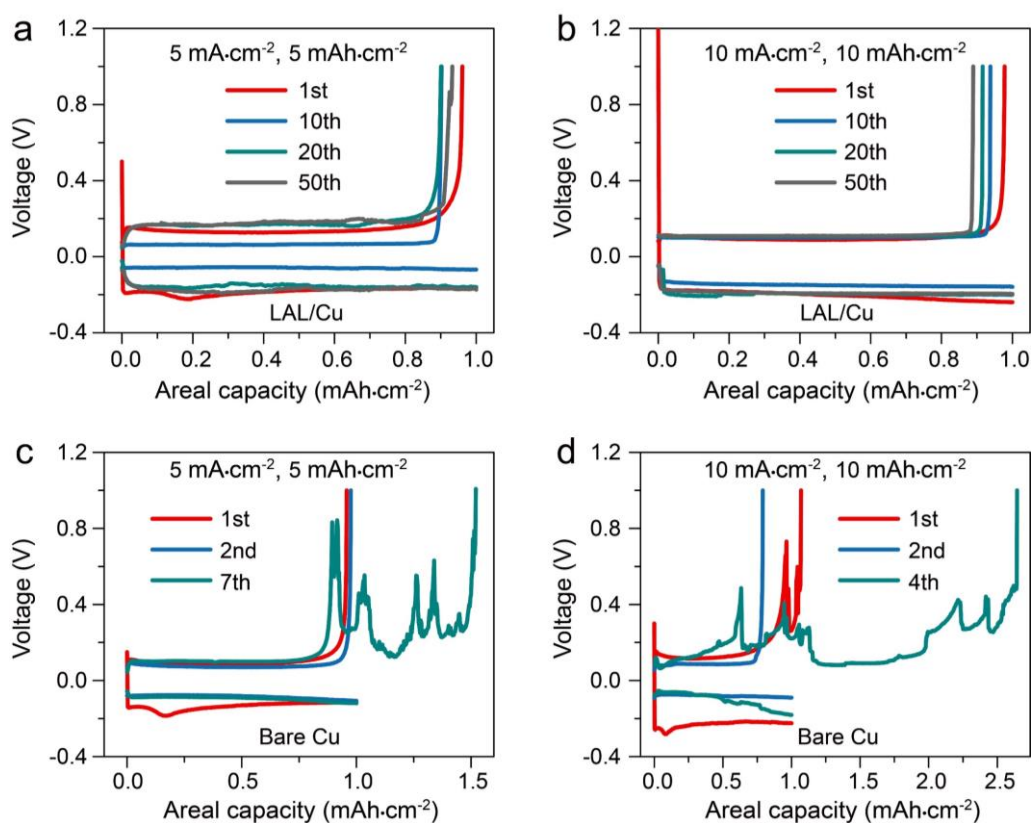 a
5 mA·cm⁻², 5 mAh·cm⁻²
1st
10th
20th
50th
LAL/Cu
Voltage (V)
1.2
0.8
0.4
0.0
-0.4
0.0 0.2 0.4 0.6 0.8 1.0
Areal capacity (mAh·cm⁻²)
b
10 mA·cm⁻², 10 mAh·cm⁻²
1st
10th
20th
50th
LAL/Cu
Voltage (V)
1.2
0.8
0.4
0.0
-0.4
0.0 0.2 0.4 0.6 0.8 1.0
Areal capacity (mAh·cm⁻²)
c
5 mA·cm⁻², 5 mAh·cm⁻²
1st
2nd
7th
Bare Cu
Voltage (V)
1.2
0.8
0.4
0.0
-0.4
0.0 0.5 1.0 1.5
Areal capacity (mAh·cm⁻²)
d
10 mA·cm⁻², 10 mAh·cm⁻²
1st
2nd
4th
Bare Cu
Voltage (V)
1.2
0.8
0.4
0.0
-0.4
0.0 0.5 1.0 1.5 2.0 2.5
Areal capacity (mAh·cm⁻²)